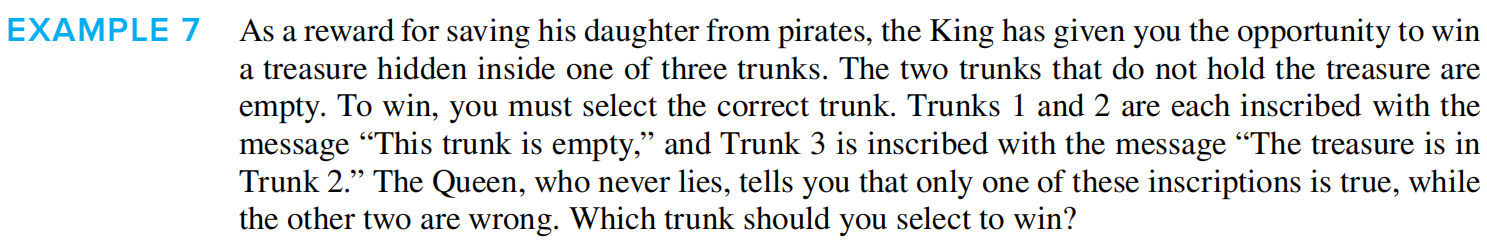 EXAMPLE 7 As a reward for saving his daughter from pirates, the King has given you the opportunity to win
a treasure hidden inside one of three trunks. The two trunks that do not hold the treasure are
empty. To win, you must select the correct trunk. Trunks 1 and 2 are each inscribed with the
message “This trunk is empty,” and Trunk 3 is inscribed with the message “The treasure is in
Trunk 2.” The Queen, who never lies, tells you that only one of these inscriptions is true, while
the other two are wrong. Which trunk should you select to win?